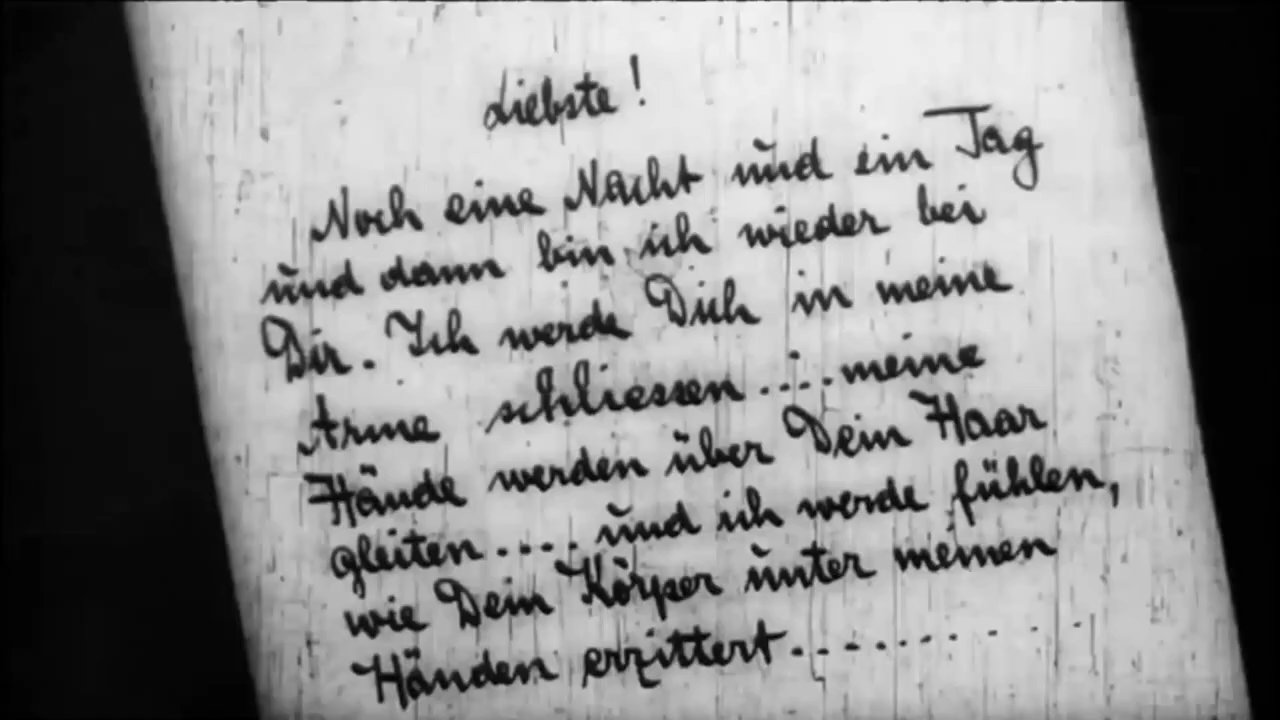 Liebste!
Noch eine Nacht und ein Tag
und dann bin ich wieder bei
Dir. Ich werde Dich in meine
Arme schliessen.....meine
Hände werden über Dein Haar
gleiten.... und ich werde fühlen,
wie Dein Körper unter meinen
Händen erzittert...........